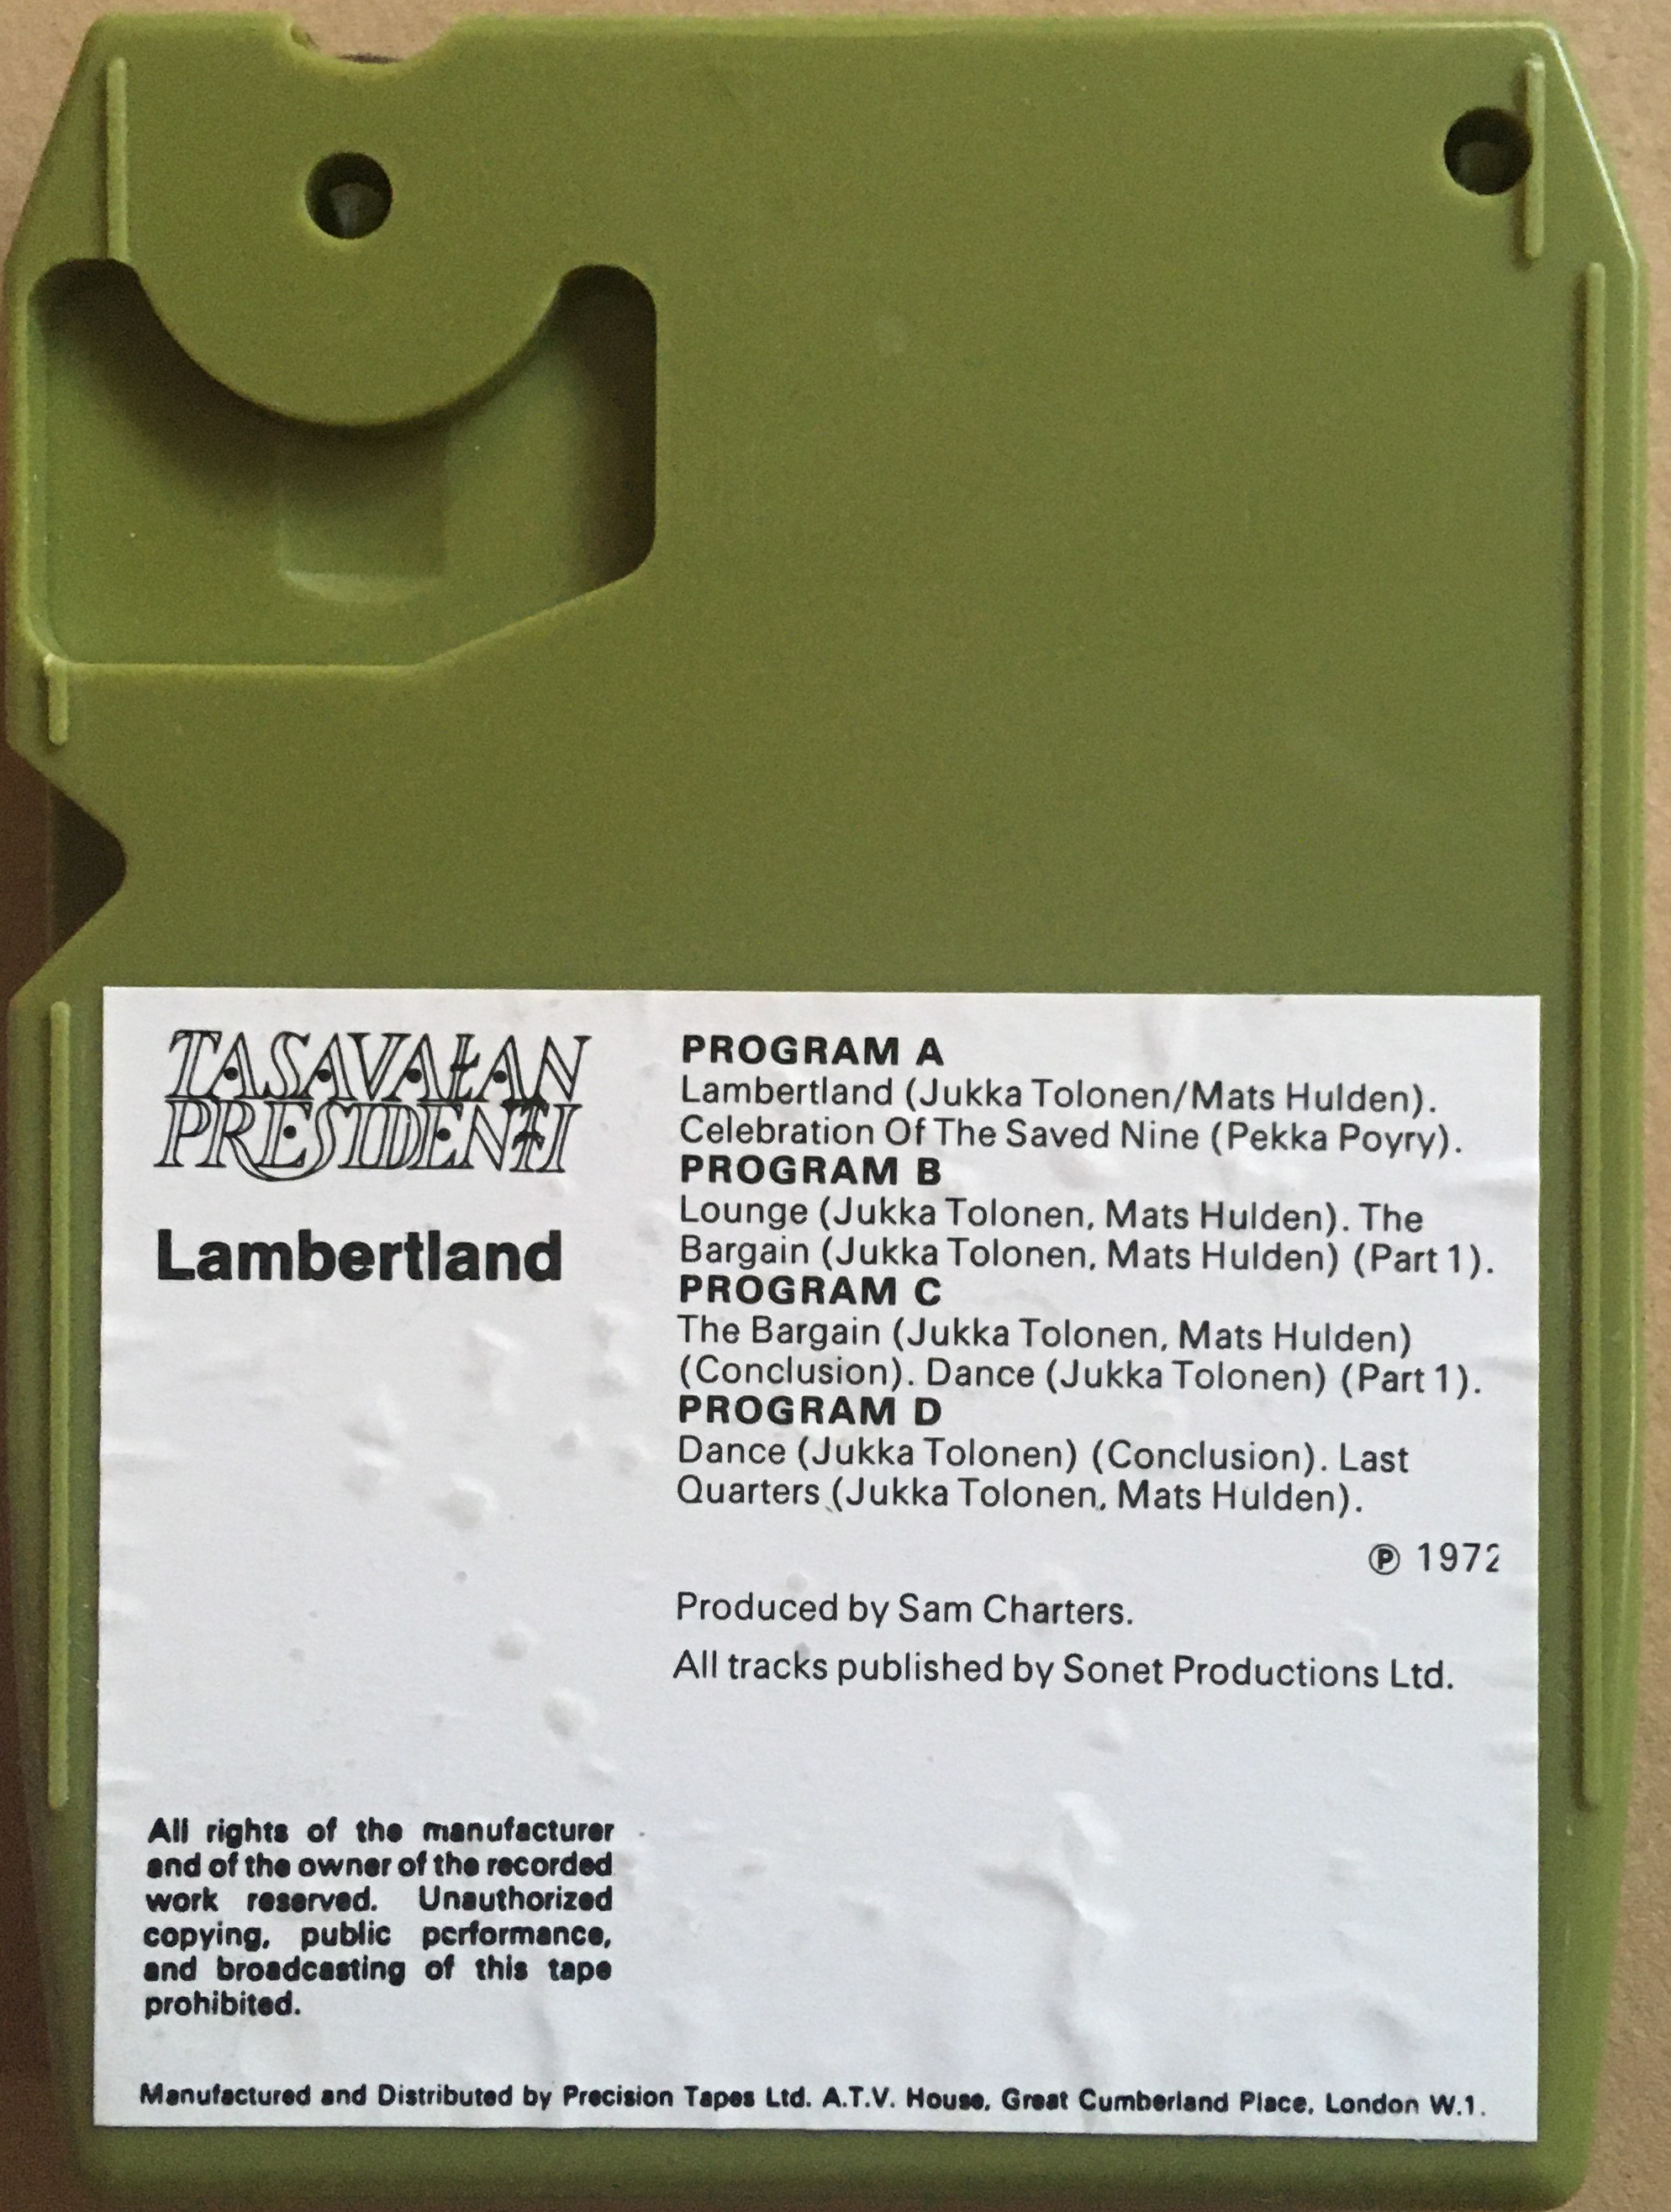 TASAVALŁAN
PRESIDENTTI
Lambertland
PROGRAM A
Lambertland (Jukka Tolonen/Mats Hulden).
Celebration Of The Saved Nine (Pekka Poyry).
PROGRAM B
Lounge (Jukka Tolonen, Mats Hulden). The
Bargain (Jukka Tolonen, Mats Hulden) (Part 1).
PROGRAM C
The Bargain (Jukka Tolonen, Mats Hulden)
(Conclusion). Dance (Jukka Tolonen) (Part 1).
PROGRAM D
Dance (Jukka Tolonen) (Conclusion). Last
Quarters (Jukka Tolonen, Mats Hulden).
℗ 1972
Produced by Sam Charters.
All tracks published by Sonet Productions Ltd.
All rights of the manufacturer
and of the owner of the recorded
work reserved. Unauthorized
copying, public performance,
and broadcasting of this tape
prohibited.
Manufactured and Distributed by Precision Tapes Ltd. A.T.V. House, Great Cumberland Place, London W.1.